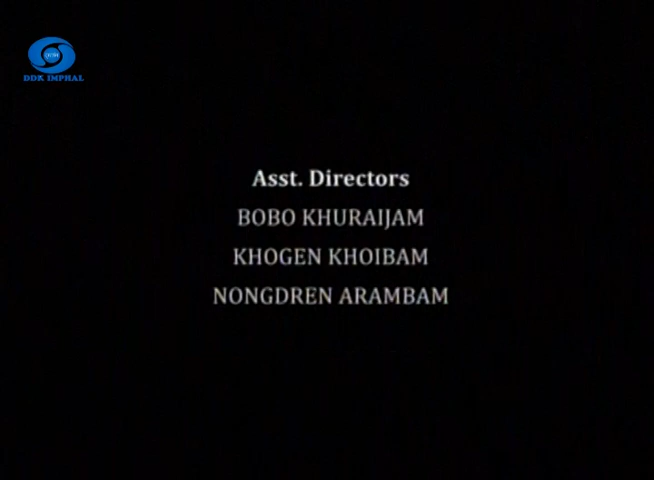 DDK IMPHAL
Asst. Directors
BOBO KHURAIJAM
KHOGEN KHOIBAM
NONGDREN ARAMBAM